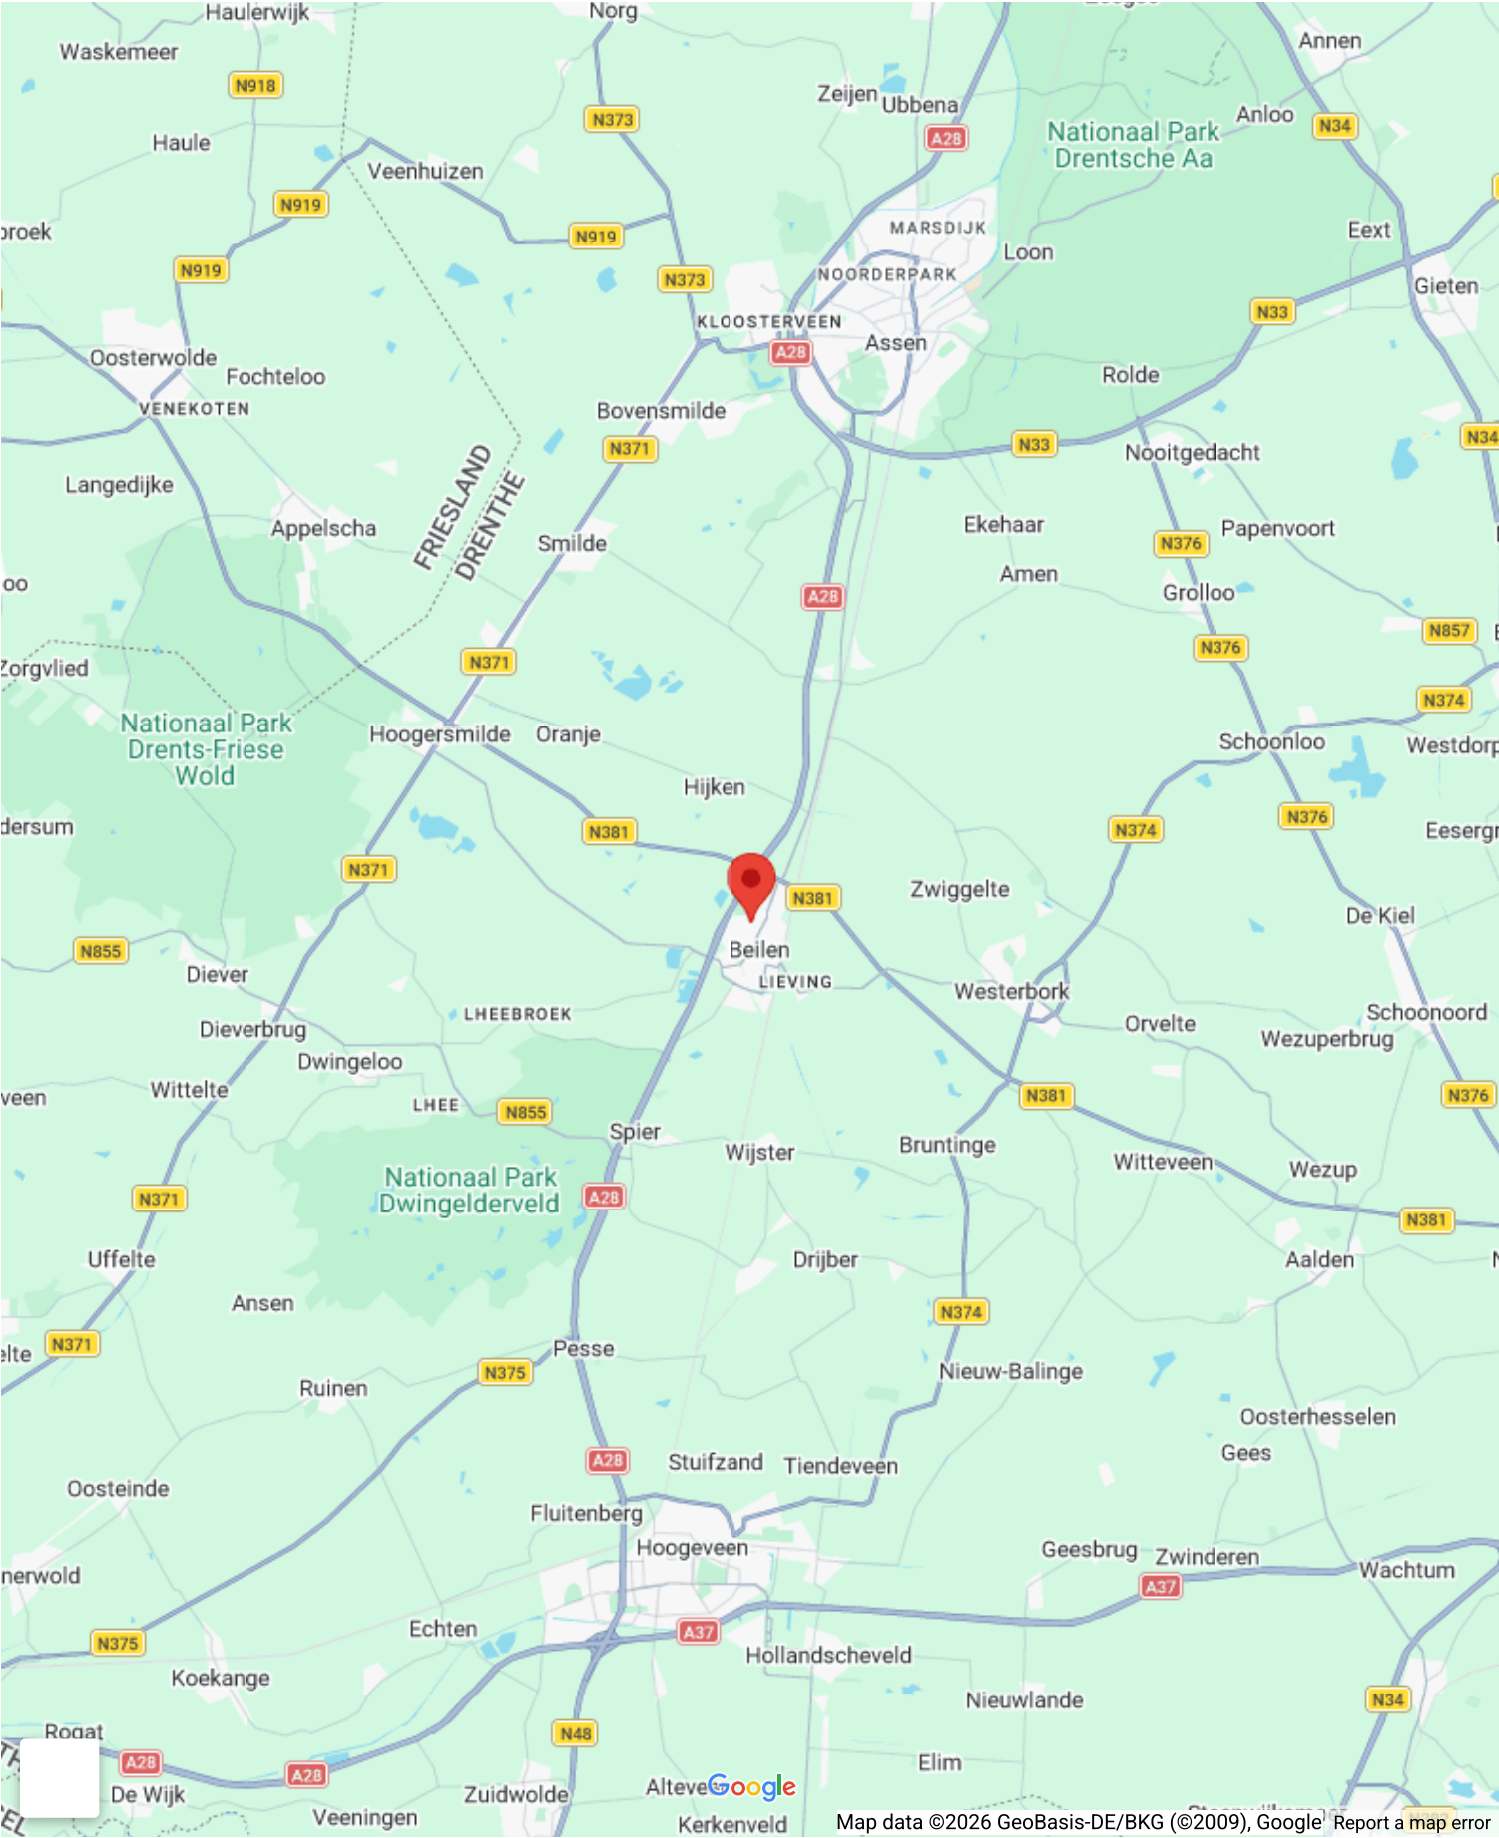 Haulerwijk
Norg
Annen
Waskemeer
N918
Zeijen
Ubbena
N373
Anloo
N34
A28
Nationaal Park
Drentsche Aa
Haule
Veenhuizen
N919
N919
Eext
MARSDIJK
Loon
N919
NOORDERPARK
N373
Gieten
N33
KLOOSTERVEEN
Assen
A28
Oosterwolde
Fochteloo
Rolde
VENEKOTEN
Bovensmilde
N371
N33
N34
Nooitgedacht
Langedijke
FRIESLAND
DRENTHE
Appelscha
Smilde
Ekehaar
Papenvoort
N376
Amen
Grolloo
A28
N857
N376
N371
Zorgvlied
N374
Nationaal Park
Drents-Friese
Wold
Hoogersmilde
Oranje
Schoonloo
Westdorp
Hijken
N376
N381
N374
dersum
Eesergr
N371
Zwiggelte
N381
De Kiel
N855
Beilen
Diever
LIEVING
Westerbork
LHEEBROEK
Schoonoord
Dieverbrug
Orvelte
Wezuperbrug
Dwingeloo
Wittelte
veen
N381
N376
LHEE
N855
Spier
Bruntinge
Wijster
Witteveen
Wezup
Nationaal Park
Dwingelderveld
N371
A28
N381
Uffelte
Drijber
Aalden
Ansen
N374
N371
elte
Pesse
N375
Nieuw-Balinge
Ruinen
Oosterhesselen
Gees
A28
Stuifzand
Tiendeveen
Oosteinde
Fluitenberg
Hoogeveen
Geesbrug
Zwinderen
nerwold
Wachtum
A37
Echten
A37
N375
Hollandscheveld
Koekange
Nieuwlande
N34
Rogat
N48
A28
A28
Elim
De Wijk
Zuidwolde
Google
Veeningen
Kerkenveld
Map data ©2026 GeoBasis-DE/BKG (©2009), Google
Report a map error